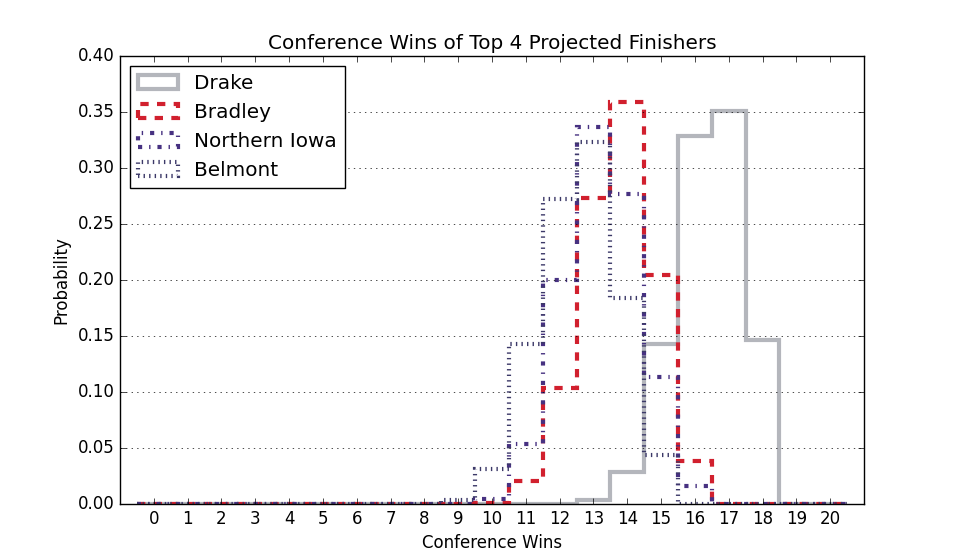 Conference Wins of Top 4 Projected Finishers
0.40
0.35
0.30
0.25
0.20
0.15
0.10
0.05
0.00
Probability
Drake
Bradley
Northern Iowa
Belmont
0 1 2 3 4 5 6 7 8 9 10 11 12 13 14 15 16 17 18 19 20
Conference Wins